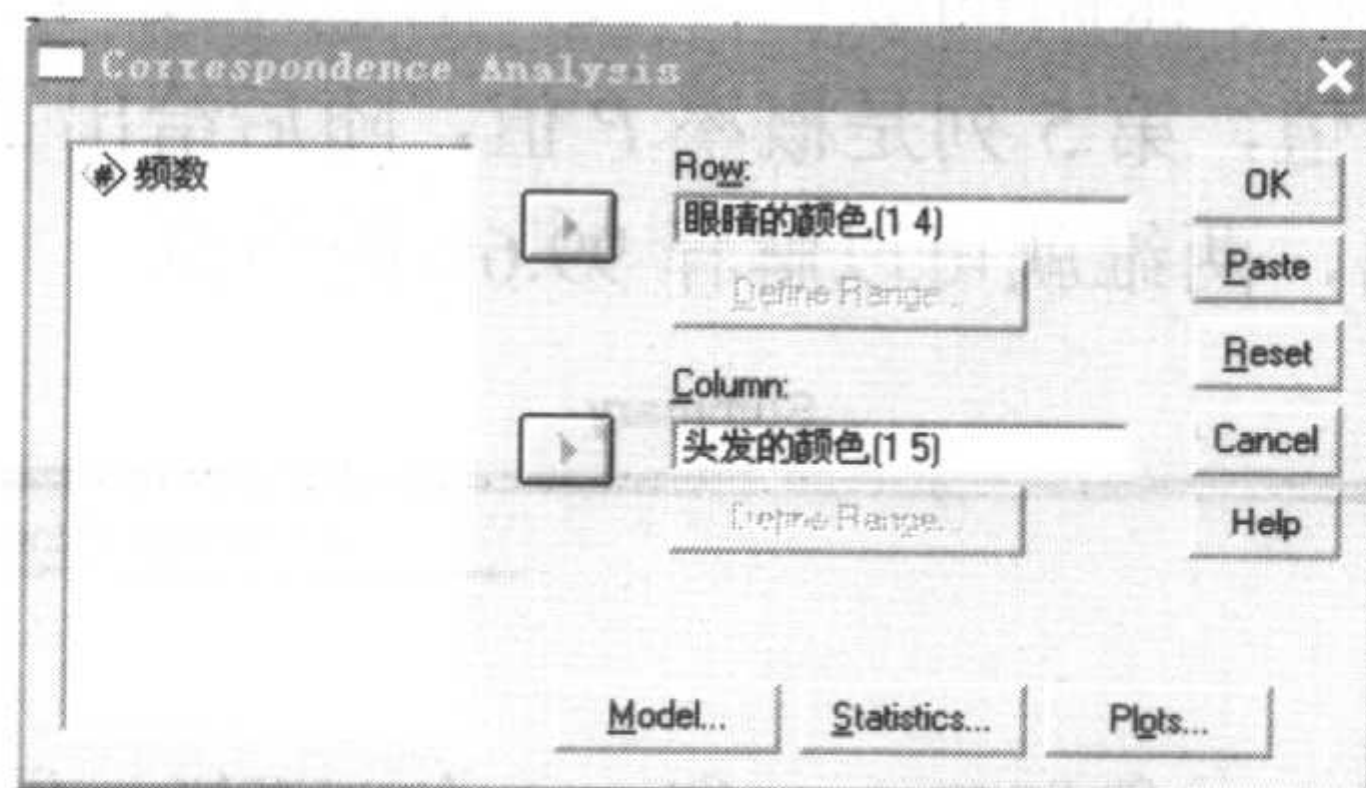 Correspondence Analysis
频数
Row:
眼睛的颜色(1 4)
Define Range...
Column:
头发的颜色(1 5)
Define Range...
OK
Paste
Reset
Cancel
Help
Model...
Statistics...
Plots...